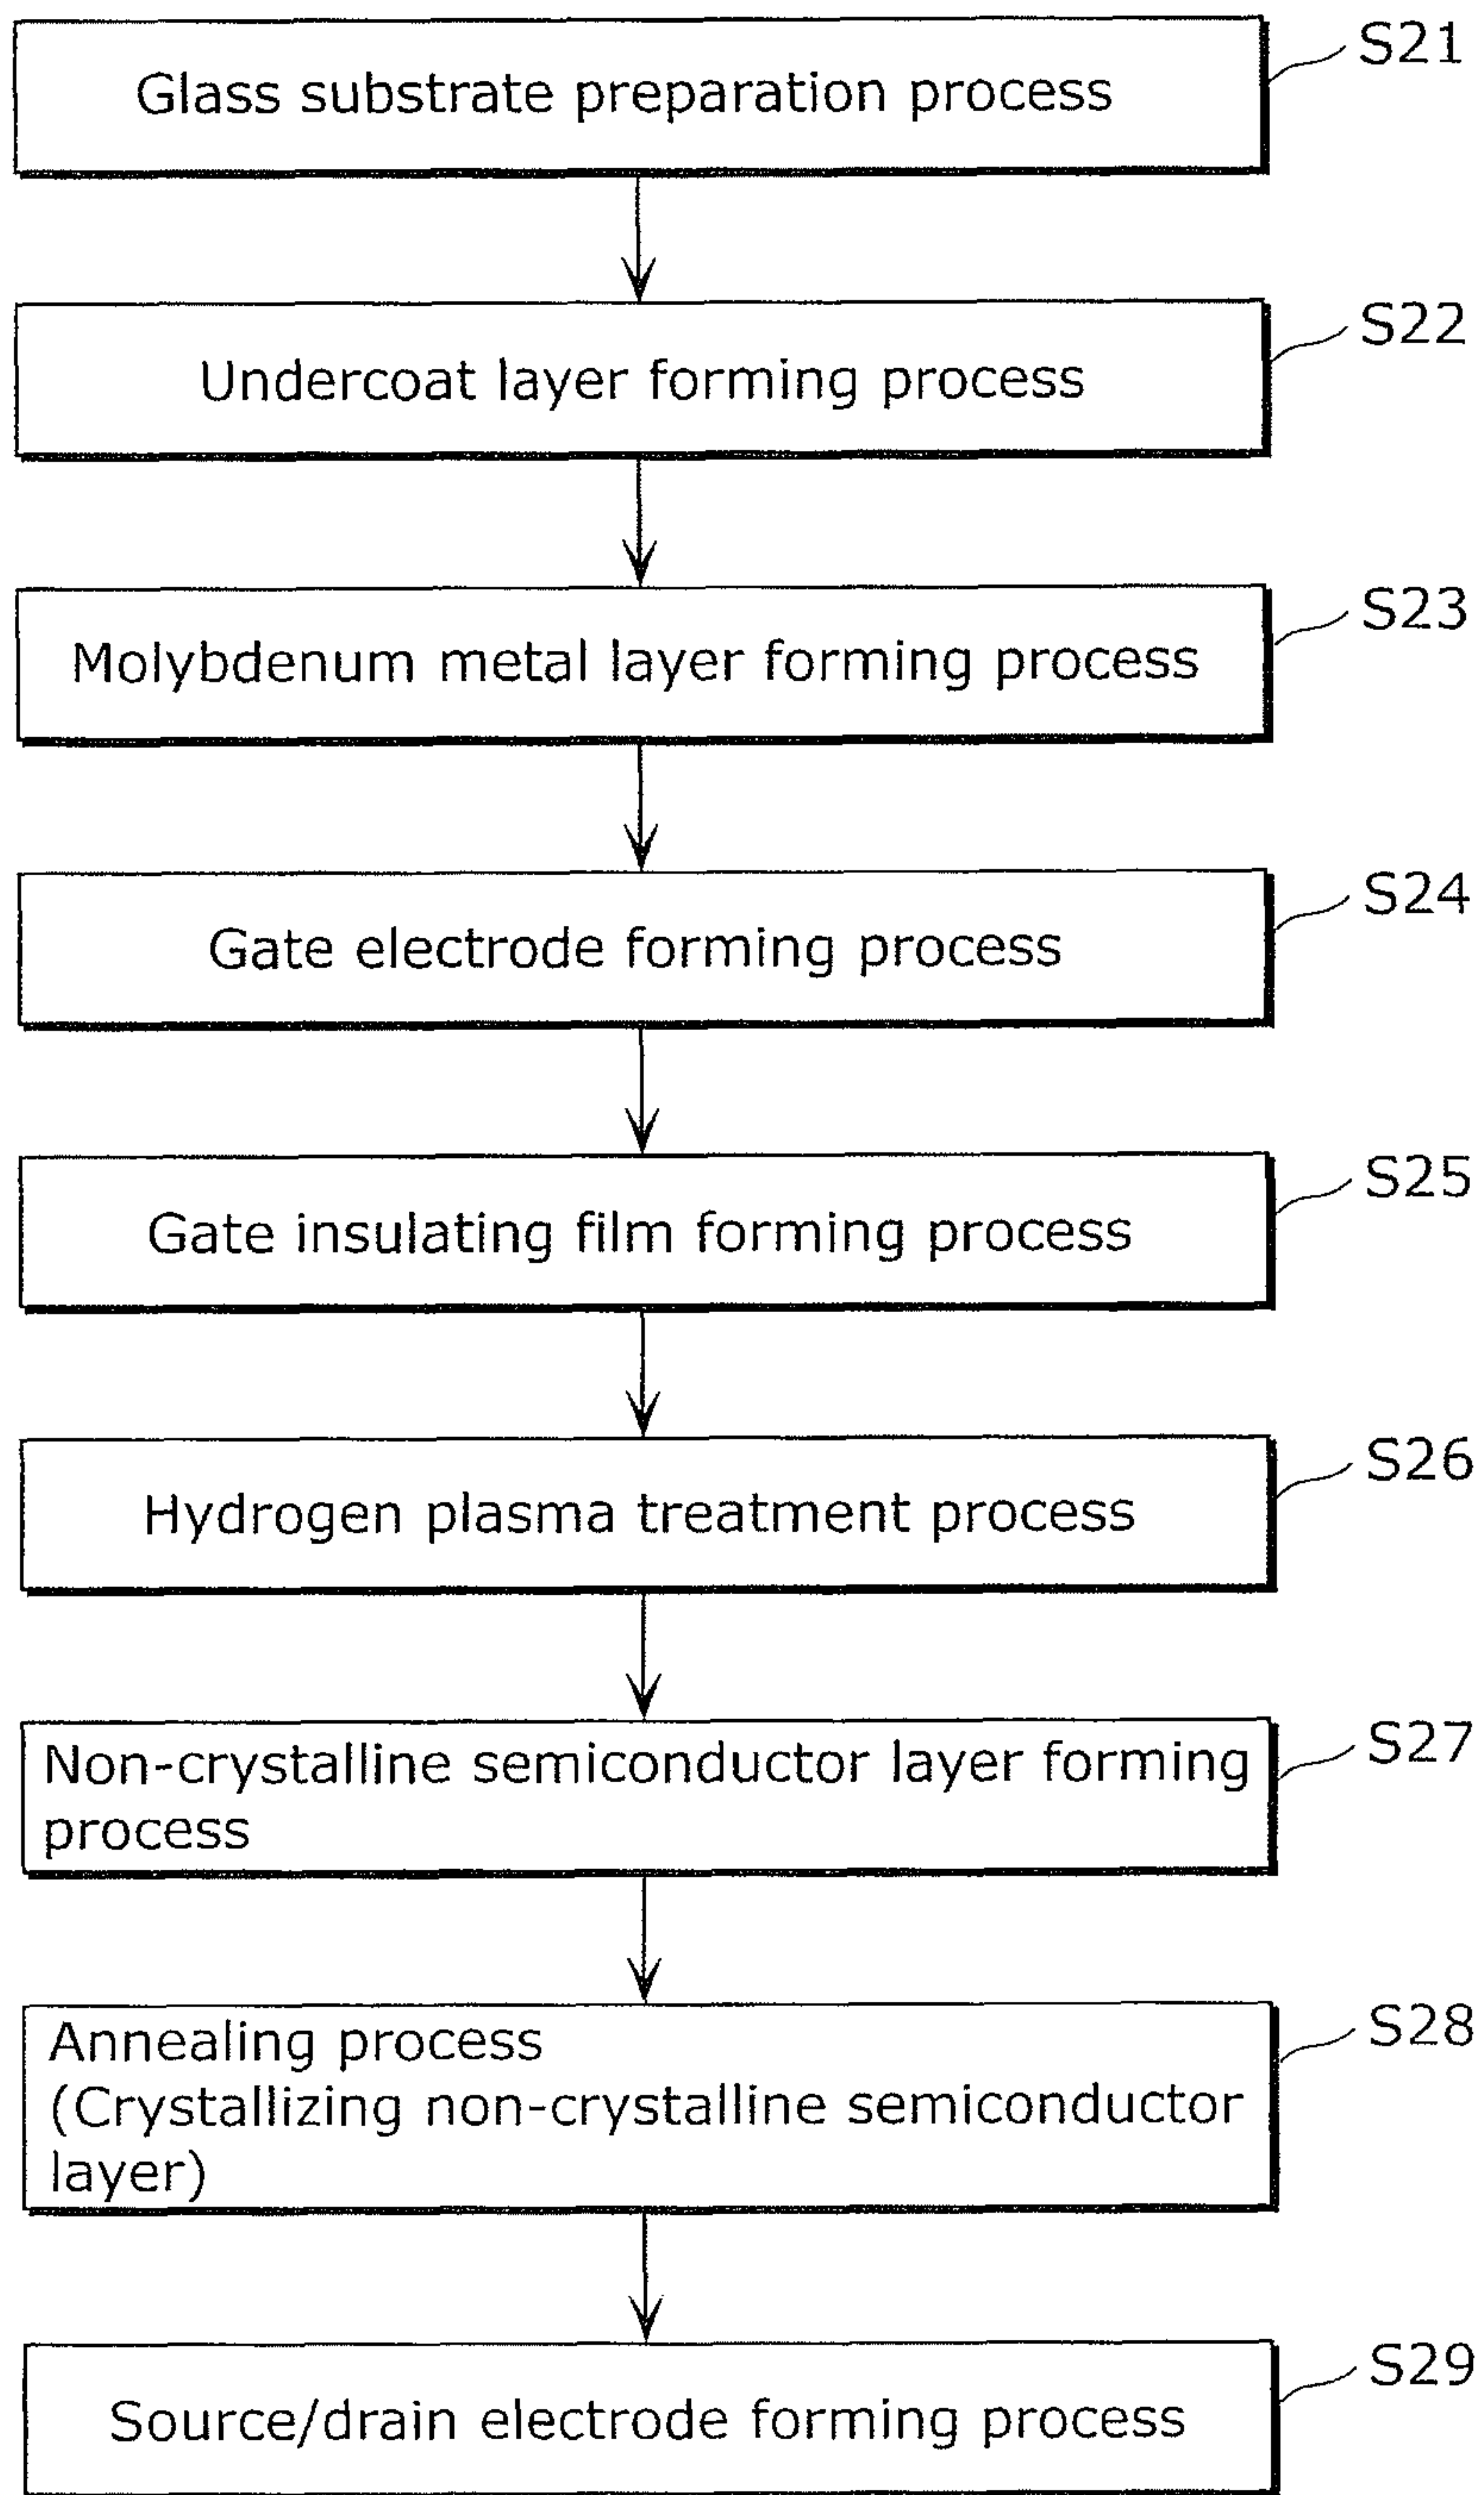 Glass substrate preparation process
S21
Undercoat layer forming process
S22
Molybdenum metal layer forming process
S23
Gate electrode forming process
S24
Gate insulating film forming process
S25
Hydrogen plasma treatment process
S26
Non-crystalline semiconductor layer forming
process
S27
Annealing process
(Crystallizing non-crystalline semiconductor
layer)
S28
Source/drain electrode forming process
S29